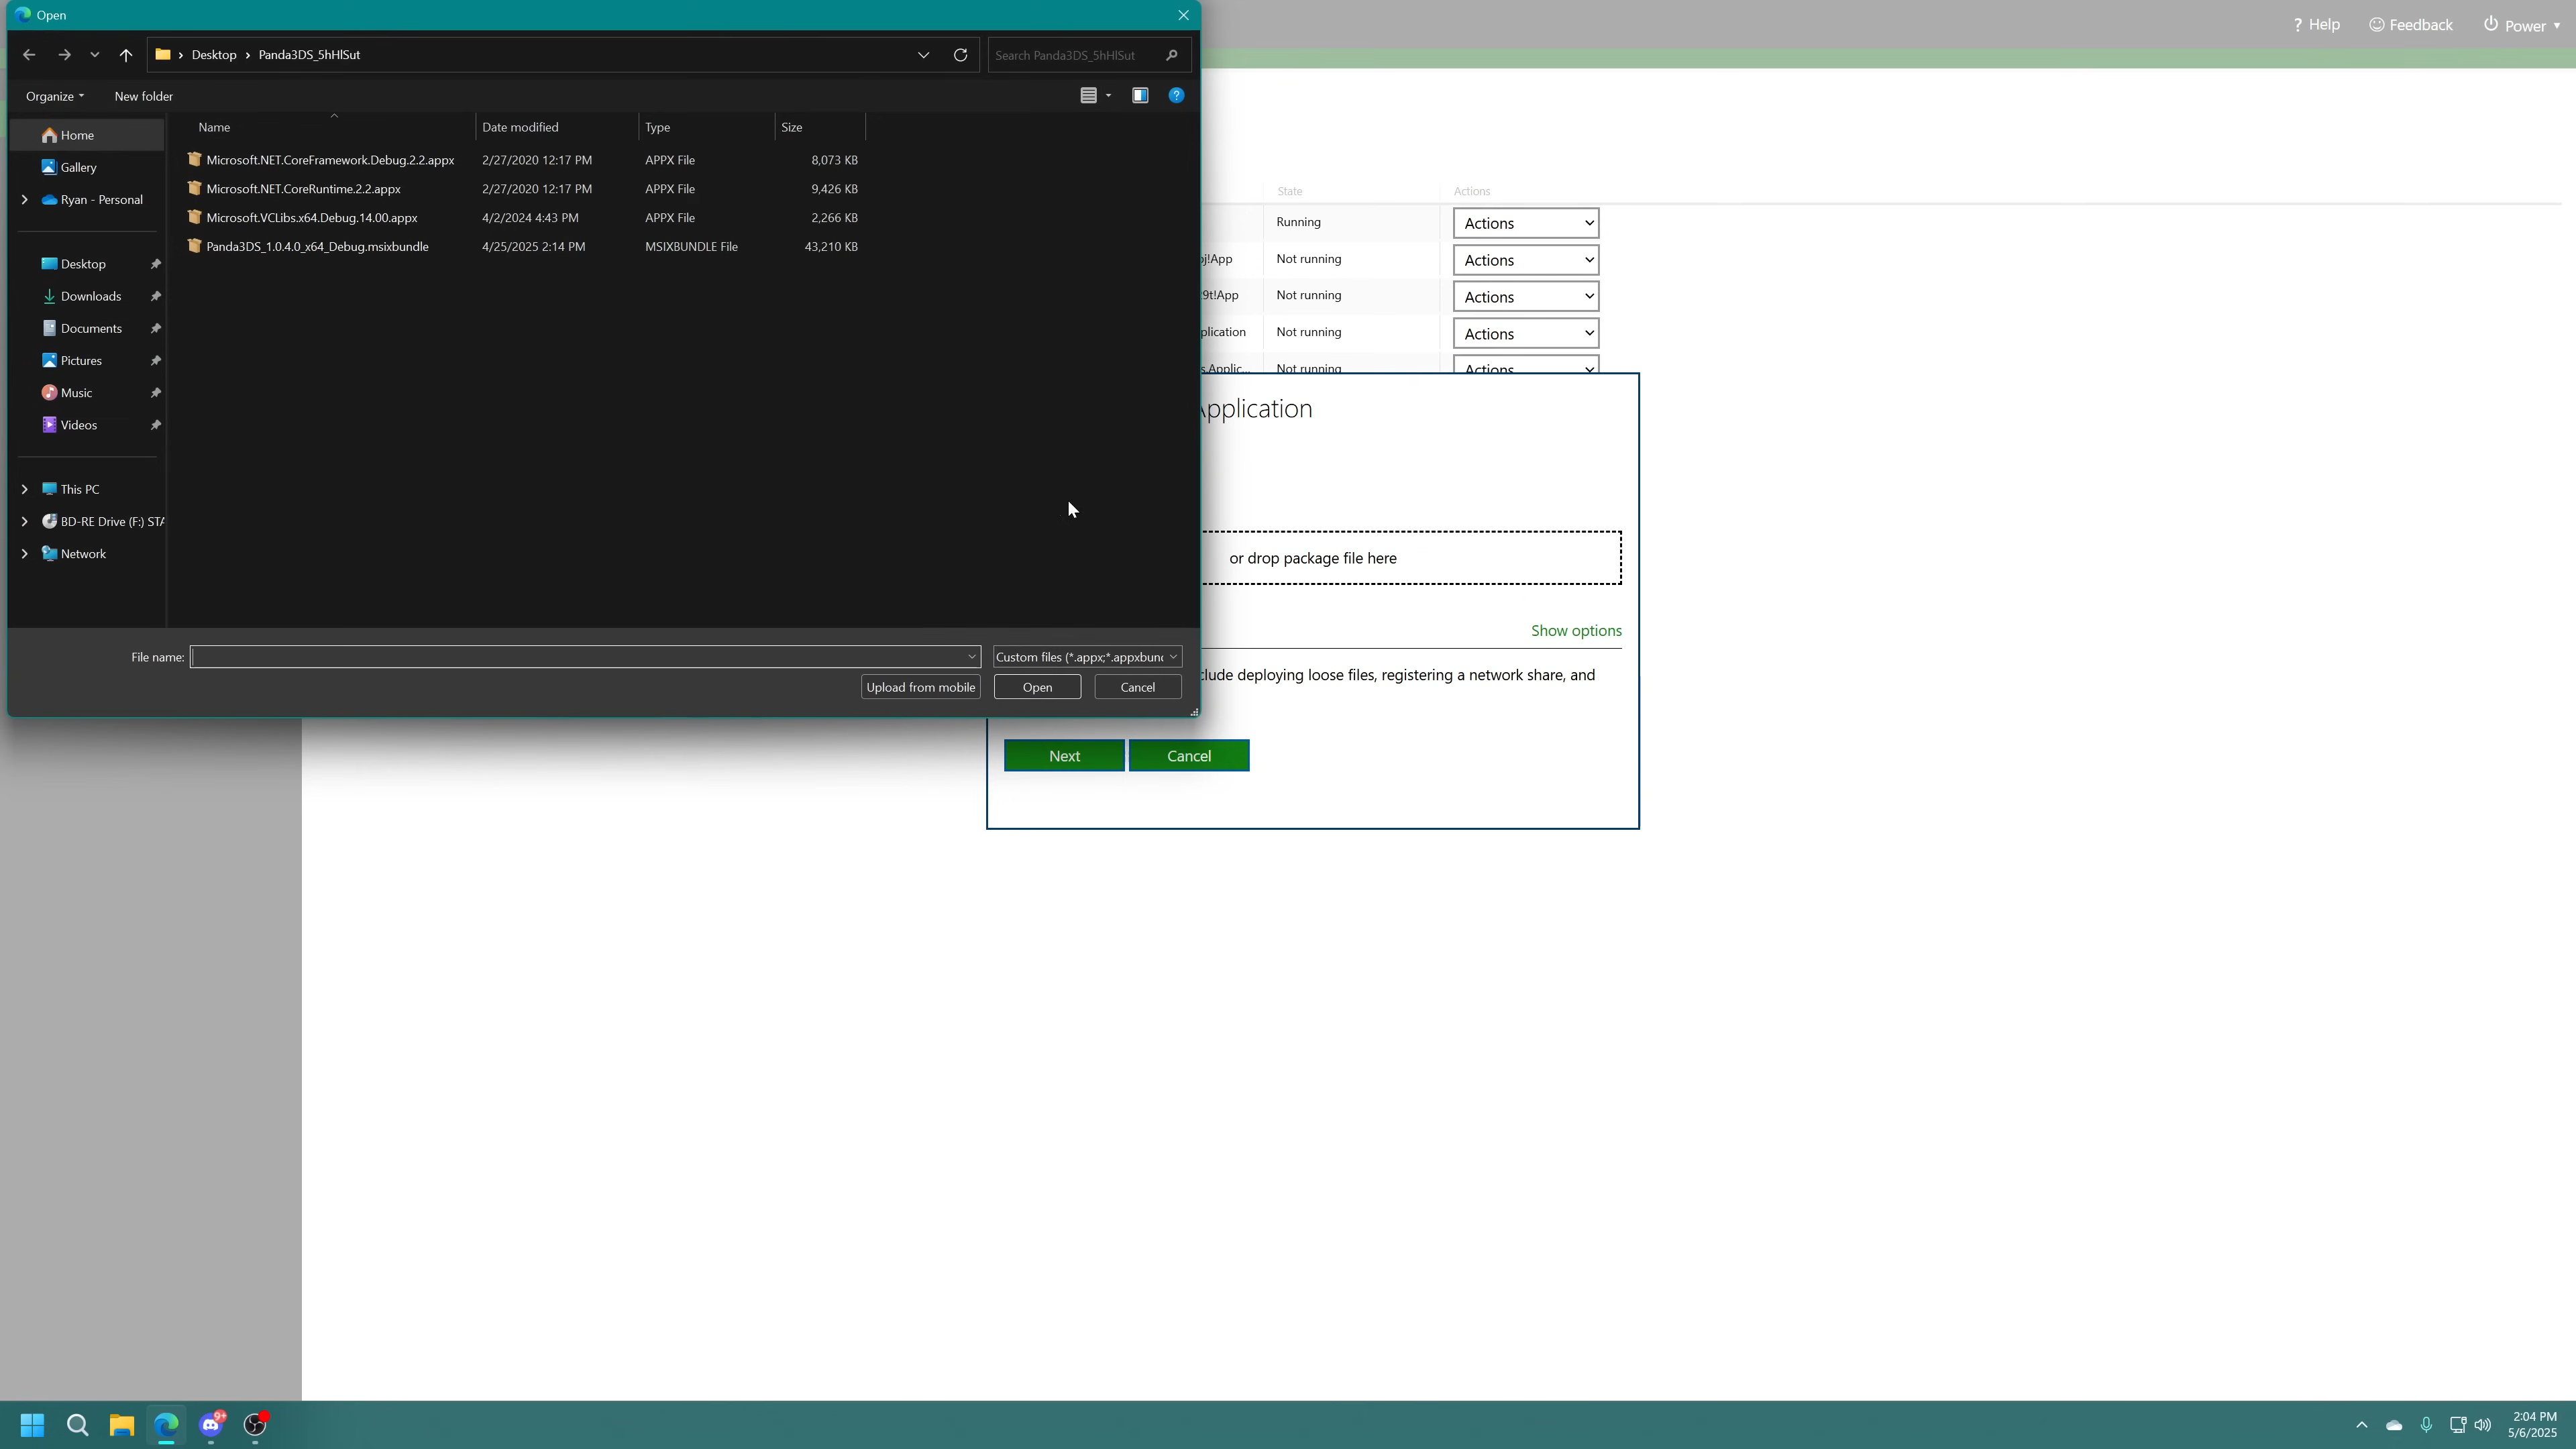 Open
Help
Feedback
Power
Desktop
Panda3DS_5hHlSut
Search Panda3DS_5hHlSut
Organize
New folder
Name
Date modified
Type
Size
Home
Gallery
Ryan - Personal
Desktop
Downloads
Documents
Pictures
Music
Videos
This PC
BD-RE Drive (F:) STA
Network
Microsoft.NET.CoreFramework.Debug.2.2.appx 2/27/2020 12:17 PM APPX File 8,073 KB
Microsoft.NET.CoreRuntime.2.2.appx 2/27/2020 12:17 PM APPX File 9,426 KB
Microsoft.VCLibs.x64.Debug.14.00.appx 4/2/2024 4:43 PM APPX File 2,266 KB
Panda3DS_1.0.4.0_x64_Debug.msixbundle 4/25/2025 2:14 PM MSIXBUNDLE File 43,210 KB
File name:
Custom files (*.appx;*.appxbun
Upload from mobile
Open
Cancel
State
Actions
Running Actions
j!App Not running Actions
9t!App Not running Actions
plication Not running Actions
s.Applic... Not running Actions
Application
or drop package file here
Show options
clude deploying loose files, registering a network share, and
Next
Cancel
9+
2:04 PM
5/6/2025